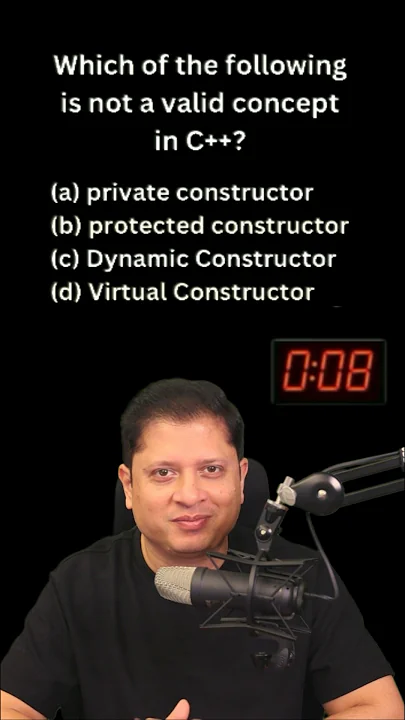 Which of the following
is not a valid concept
in C++?
(a) private constructor
(b) protected constructor
(c) Dynamic Constructor
(d) Virtual Constructor
0:08